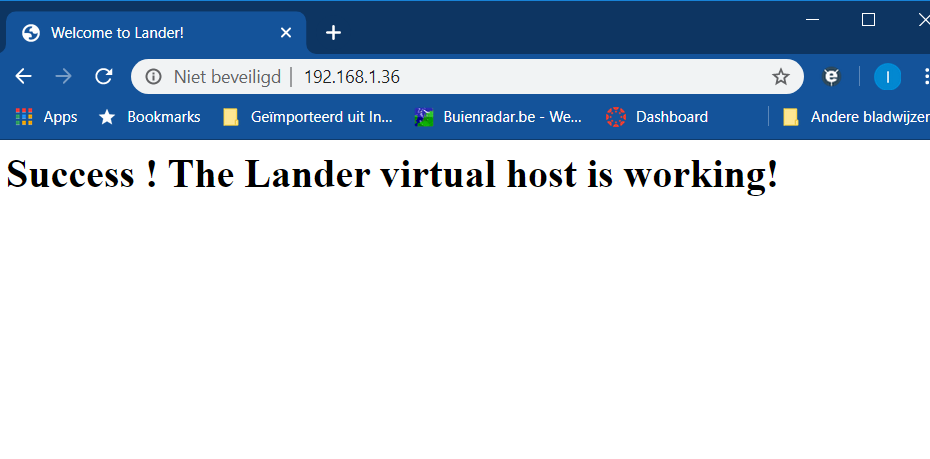 Welcome to Lander!
Niet beveiligd | 192.168.1.36
Apps Bookmarks Geïmporteerd uit In... Buienradar.be - We... Dashboard Andere bladwijzer
Success ! The Lander virtual host is working!